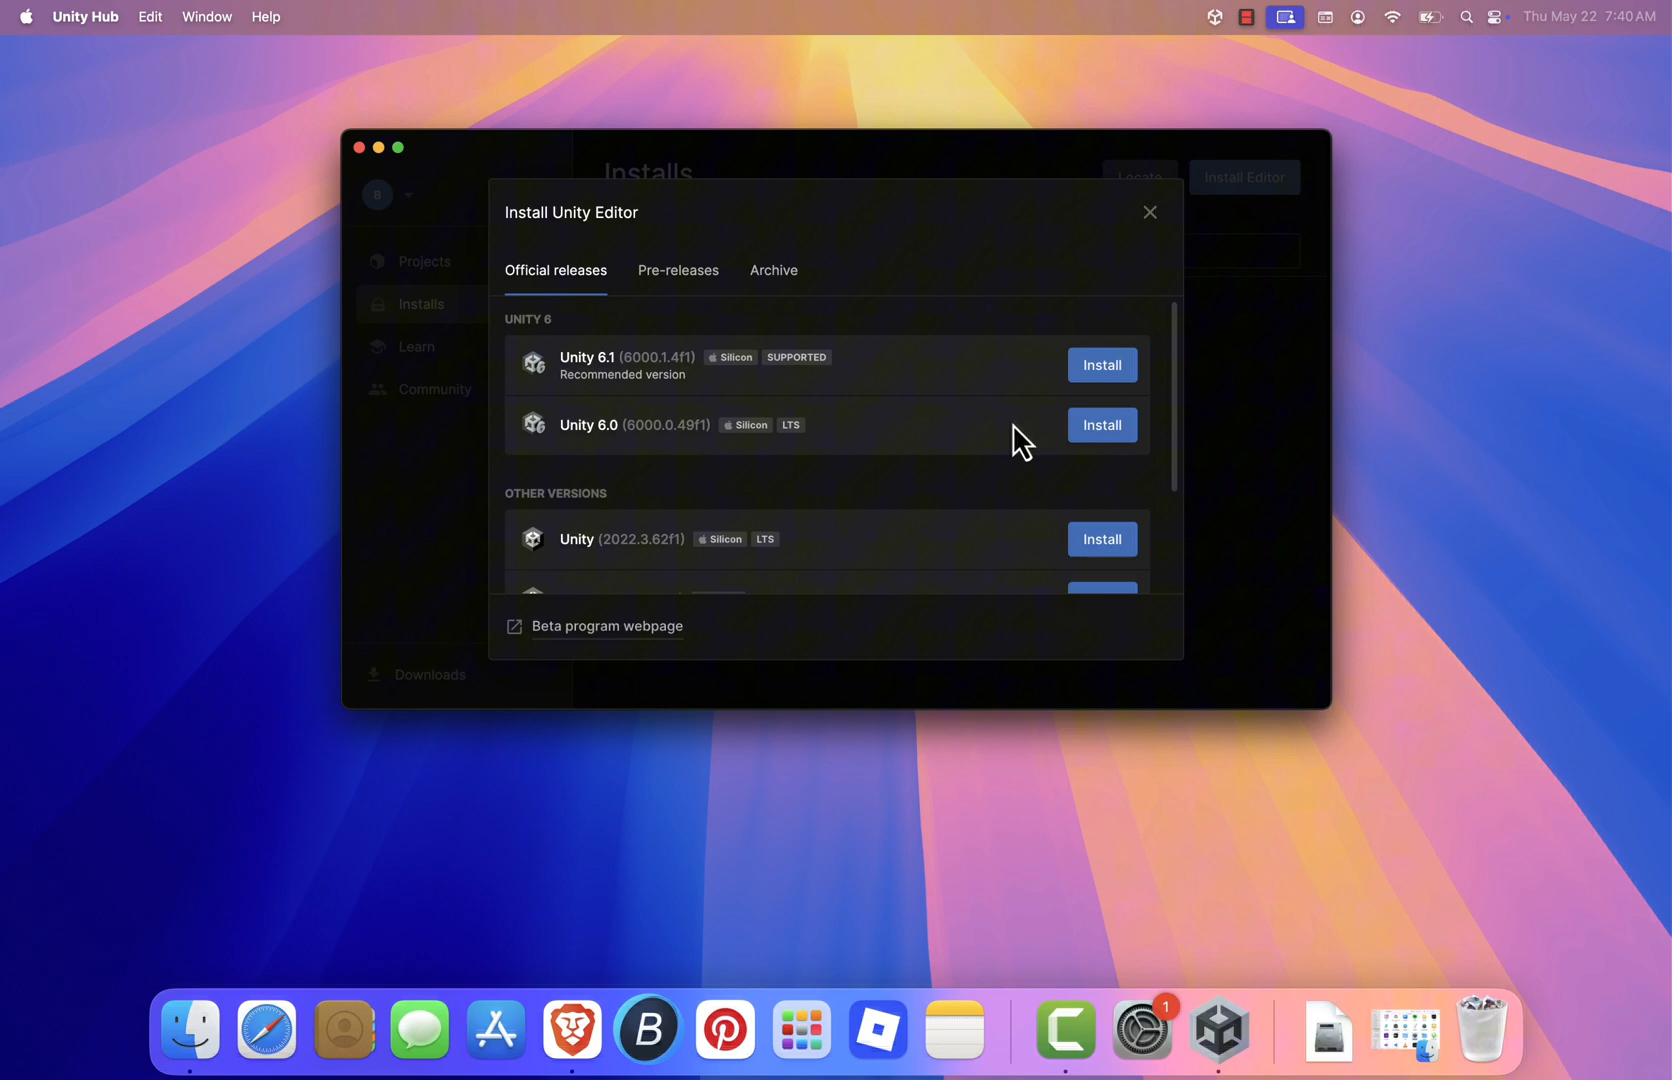 Unity Hub Edit Window Help
Thu May 22 7:40 AM
Installs
Locate
Install Editor
B
Install Unity Editor
Projects
Official releases Pre-releases Archive
Installs
UNITY 6
Learn
Unity 6.1 (6000.1.4f1) Silicon SUPPORTED
Install
Recommended version
Community
Unity 6.0 (6000.0.49f1) Silicon LTS
Install
OTHER VERSIONS
Unity (2022.3.62f1) Silicon LTS
Install
Beta program webpage
Downloads
B
1